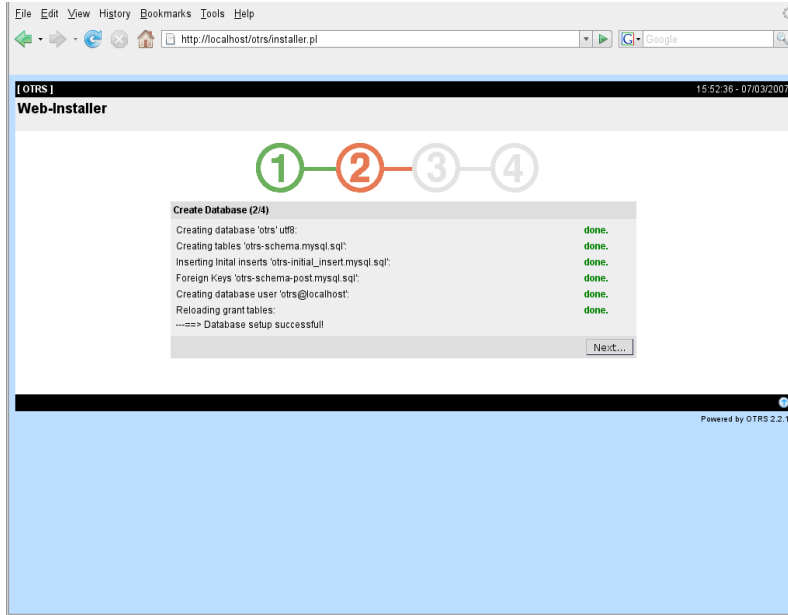 File Edit View History Bookmarks Tools Help
http://localhost/otrs/installer.pl G Google
[ OTRS ] 15:52:36 - 07/03/2007
Web-Installer
1 2 3 4
Create Database (2/4)
Creating database 'otrs' utf8: done.
Creating tables 'otrs-schema.mysql.sql': done.
Inserting Inital inserts 'otrs-initial_insert.mysql.sql': done.
Foreign Keys 'otrs-schema-post.mysql.sql': done.
Creating database user 'otrs@localhost': done.
Reloading grant tables: done.
---==> Database setup successful!
Next...
Powered by OTRS 2.2.1